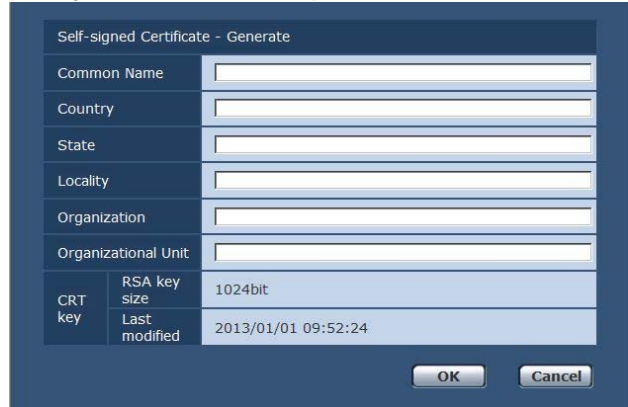 Self-signed Certificate - Generate
Common Name
Country
State
Locality
Organization
Organizational Unit
CRT key
RSA key size
1024bit
Last modified
2013/01/01 09:52:24
OK
Cancel